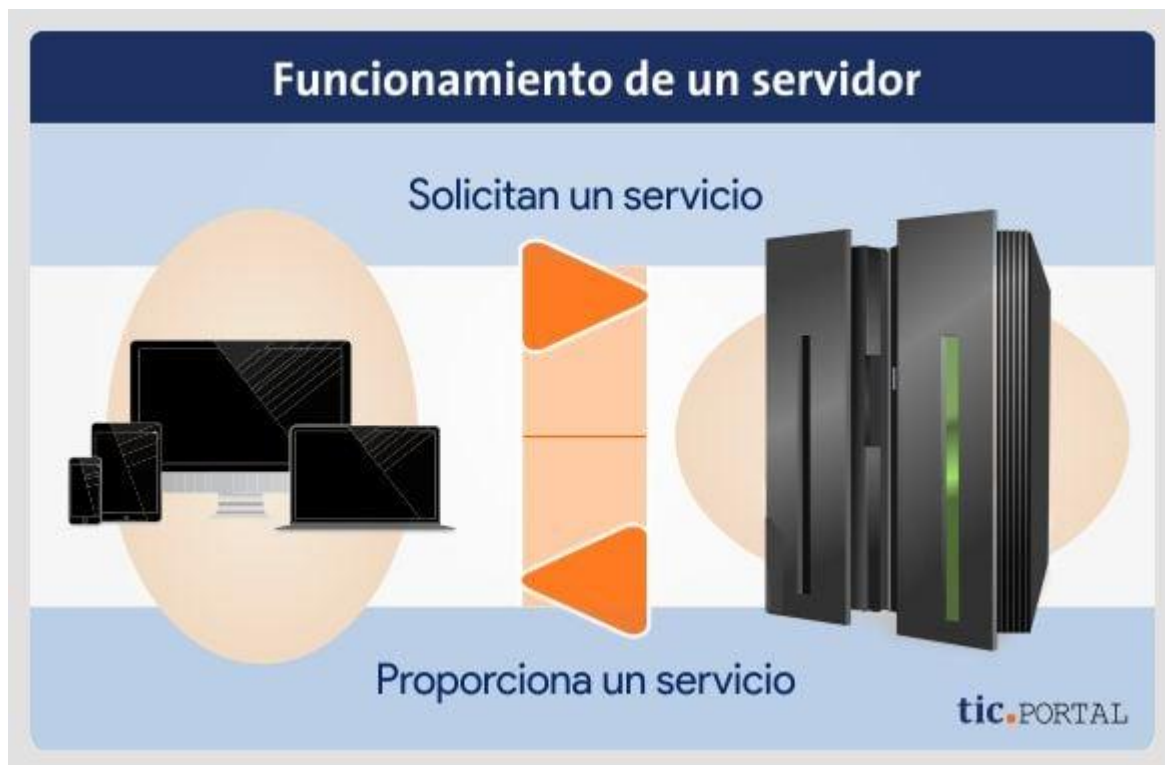 Funcionamiento de un servidor
Solicitan un servicio
Proporciona un servicio
tic.PORTAL